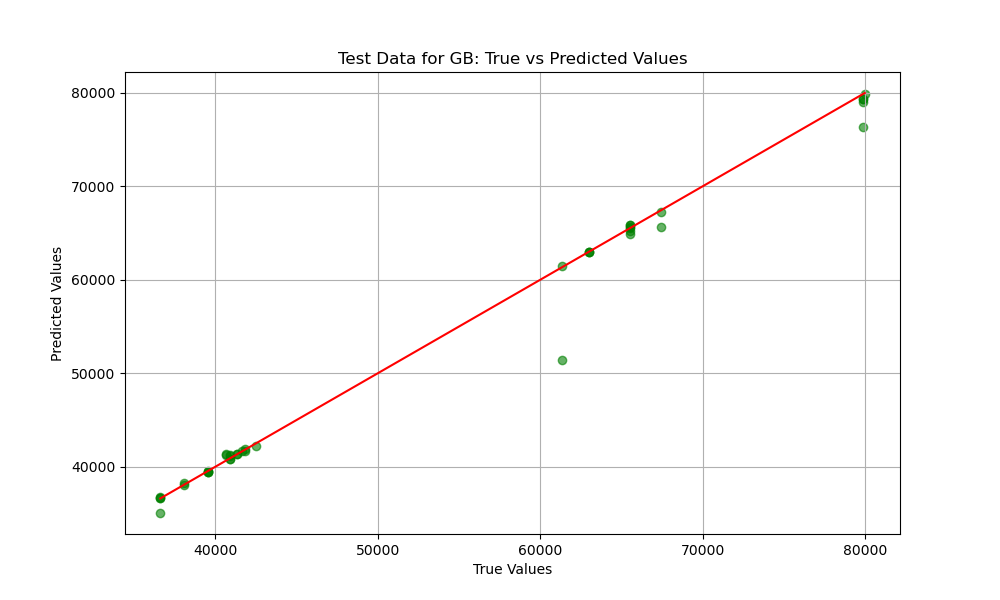 Test Data for GB: True vs Predicted Values
80000
70000
60000
50000
40000
Predicted Values
40000 50000 60000 70000 80000
True Values